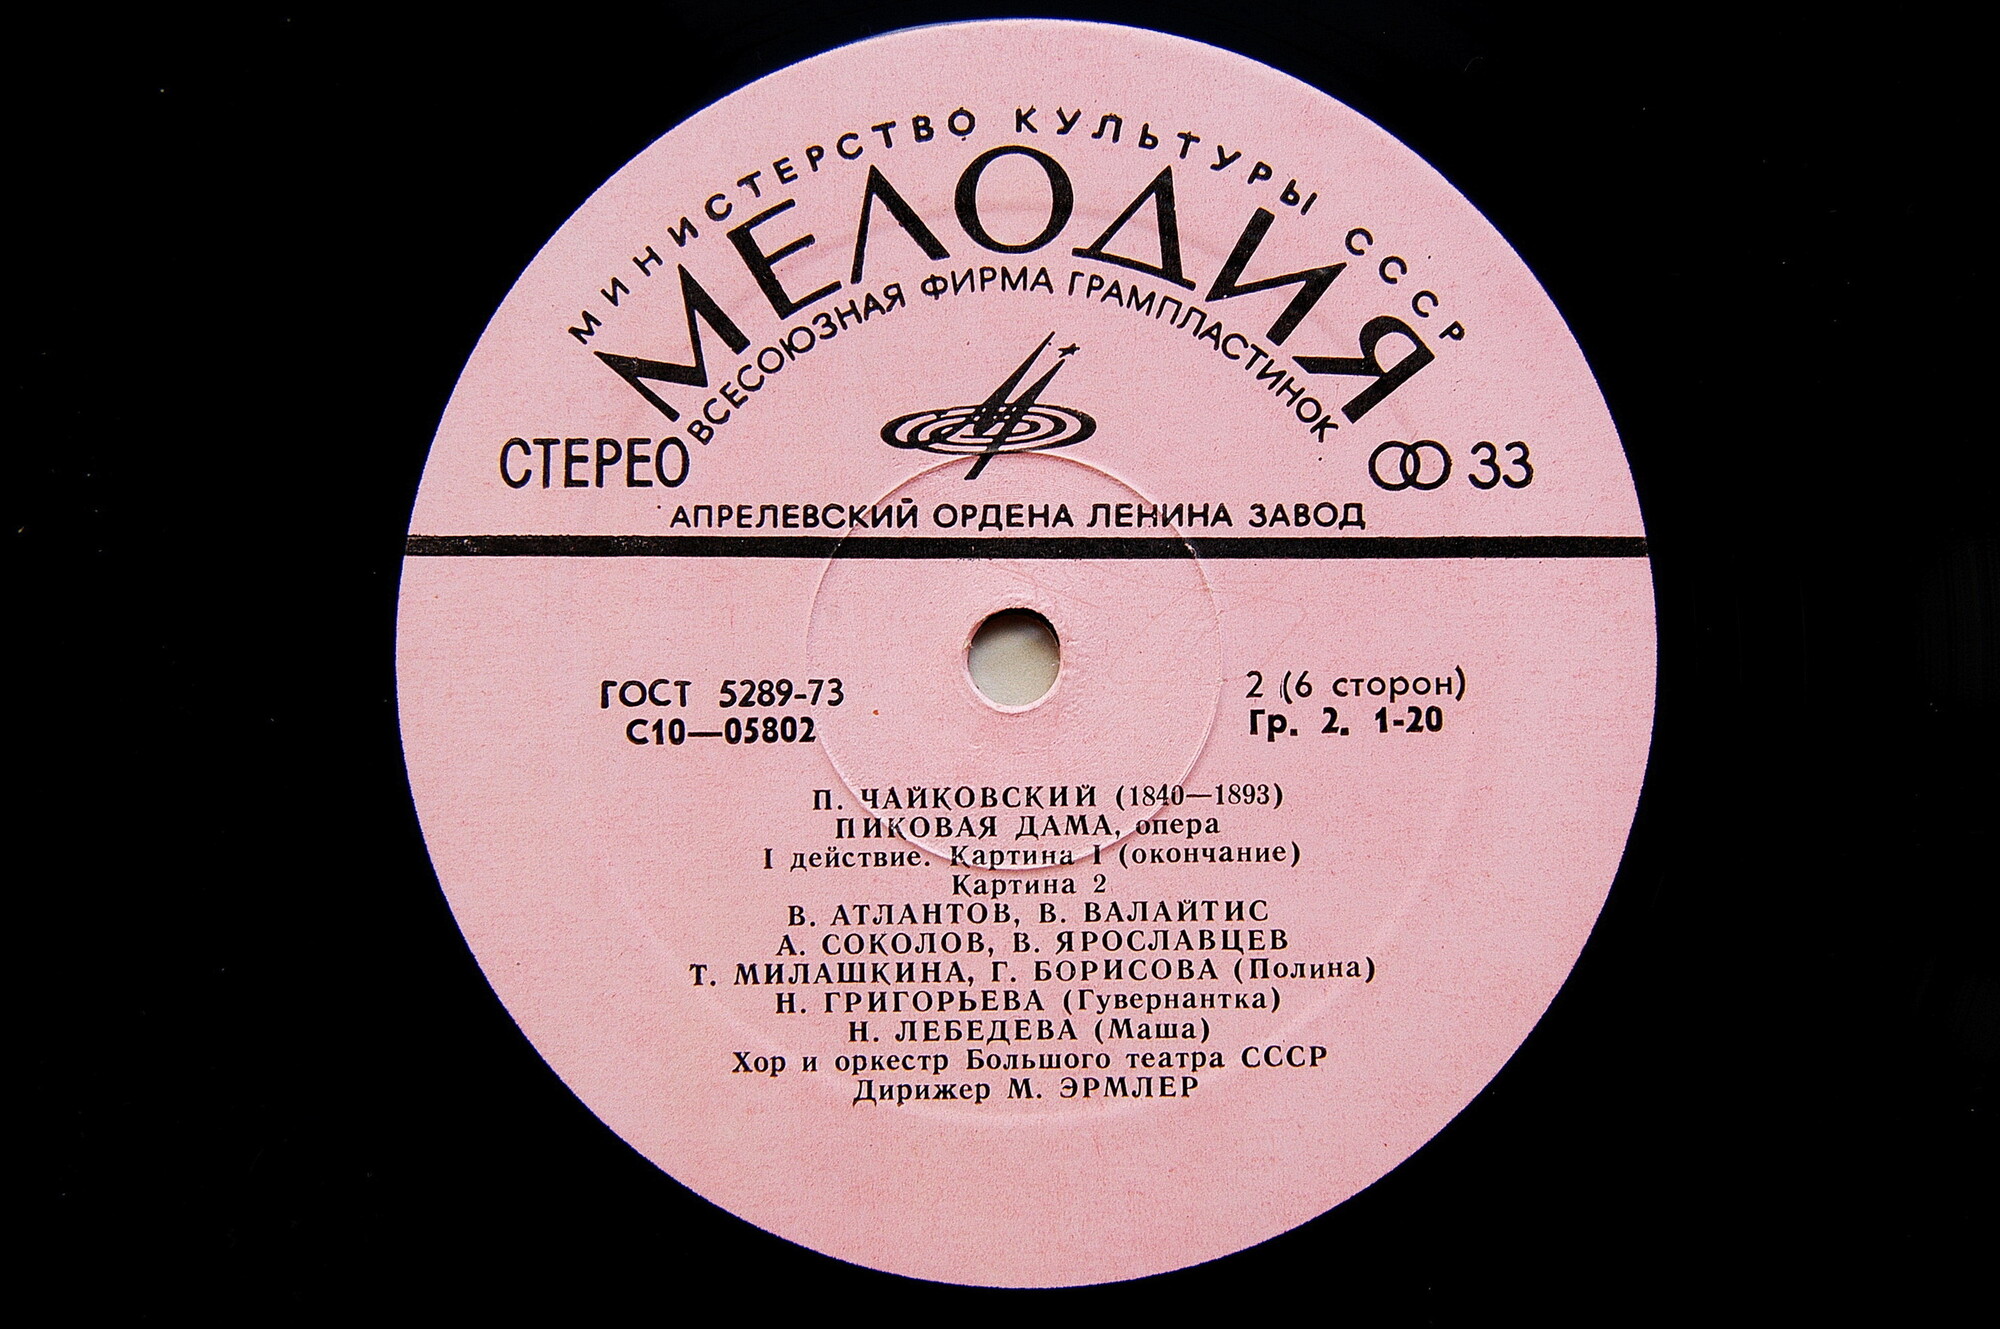 МИНИСТЕРСТВО КУЛЬТУРЫ СССР
МЕЛОДИЯ
ВСЕСОЮЗНАЯ ФИРМА ГРАМПЛАСТИНОК
СТЕРЕО
33
АПРЕЛЕВСКИЙ ОРДЕНА ЛЕНИНА ЗАВОД
ГОСТ 5289-73
С10—05802
2 (6 сторон)
Гр. 2. 1-20
П. ЧАЙКОВСКИЙ (1840—1893)
ПИКОВАЯ ДАМА, опера
I действие. Картина I (окончание)
Картина 2
В. АТЛАНТОВ, В. ВАЛАЙТИС
А. СОКОЛОВ, В. ЯРОСЛАВЦЕВ
Т. МИЛАШКИНА, Г. БОРИСОВА (Полина)
Н. ГРИГОРЬЕВА (Гувернантка)
Н. ЛЕБЕДЕВА (Маша)
Хор и оркестр Большого театра СССР
Дирижер М. ЭРМЛЕР